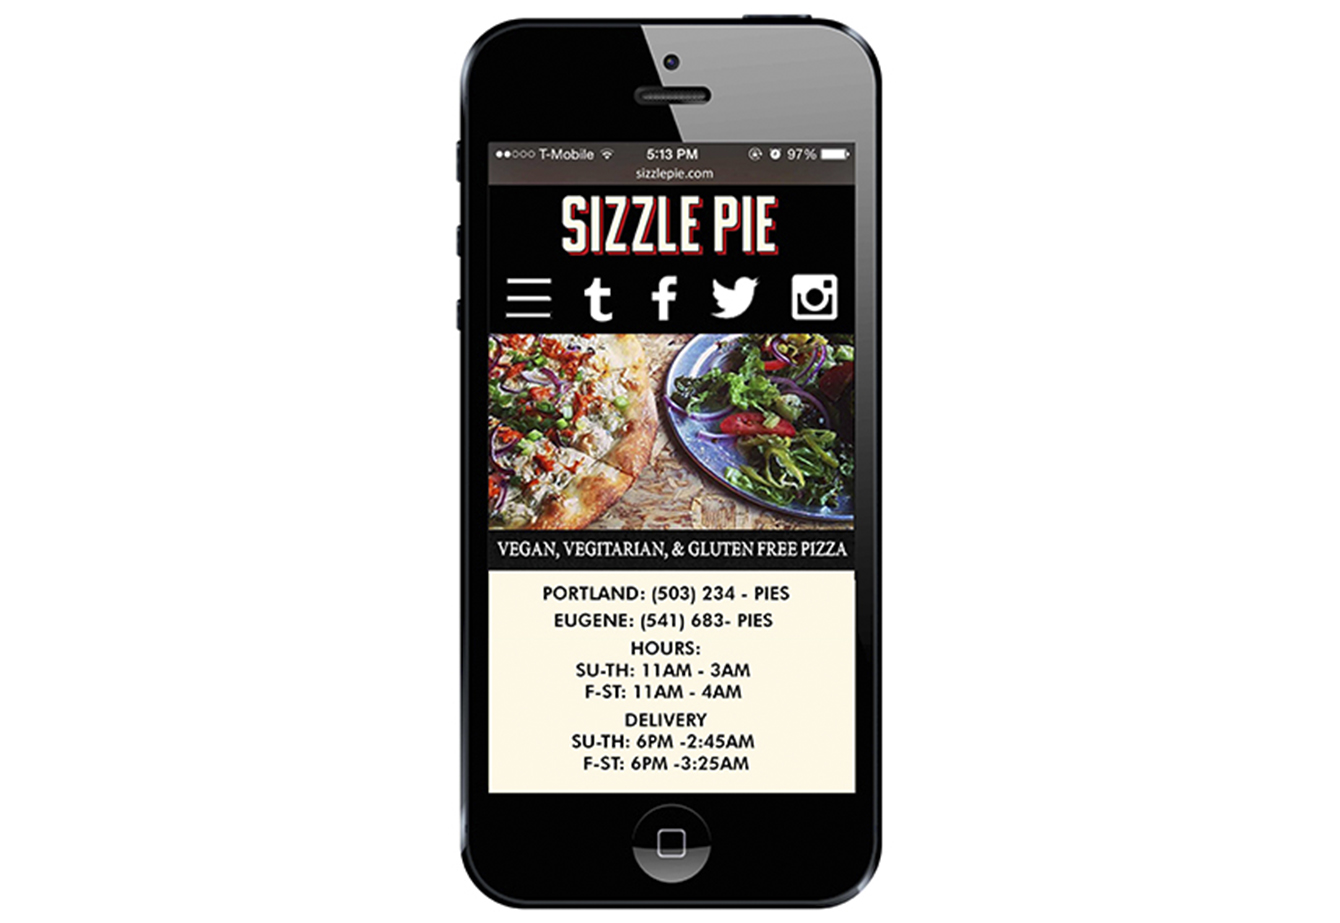 T-Mobile 5:13 PM 97%
sizzlepie.com
SIZZLE PIE
t f
VEGAN, VEGITARIAN, & GLUTEN FREE PIZZA
PORTLAND: (503) 234 - PIES
EUGENE: (541) 683- PIES
HOURS:
SU-TH: 11AM - 3AM
F-ST: 11AM - 4AM
DELIVERY
SU-TH: 6PM -2:45AM
F-ST: 6PM -3:25AM